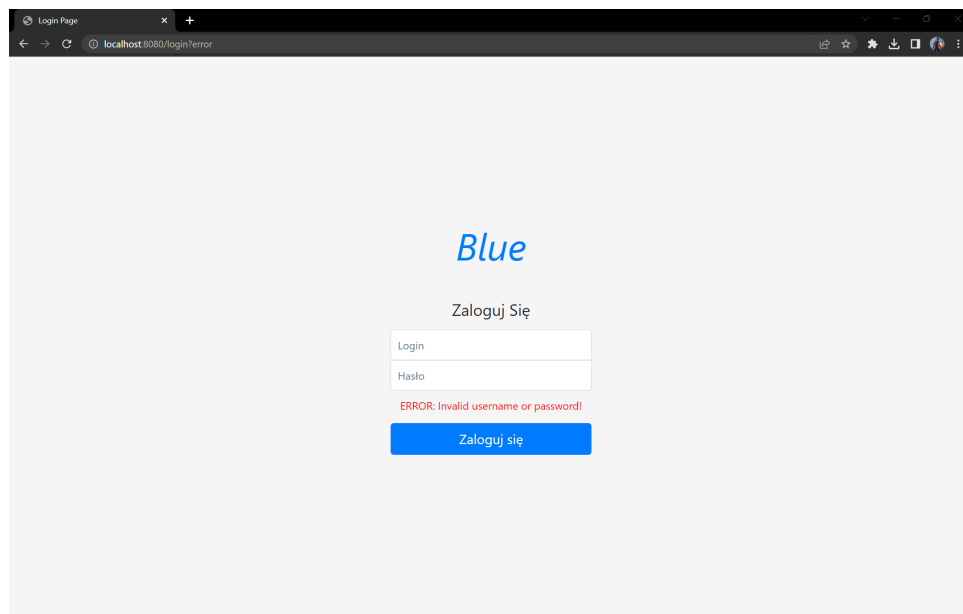 Login Page
localhost:8080/login?error
Blue
Zaloguj Się
Login
Hasło
ERROR: Invalid username or password!
Zaloguj się